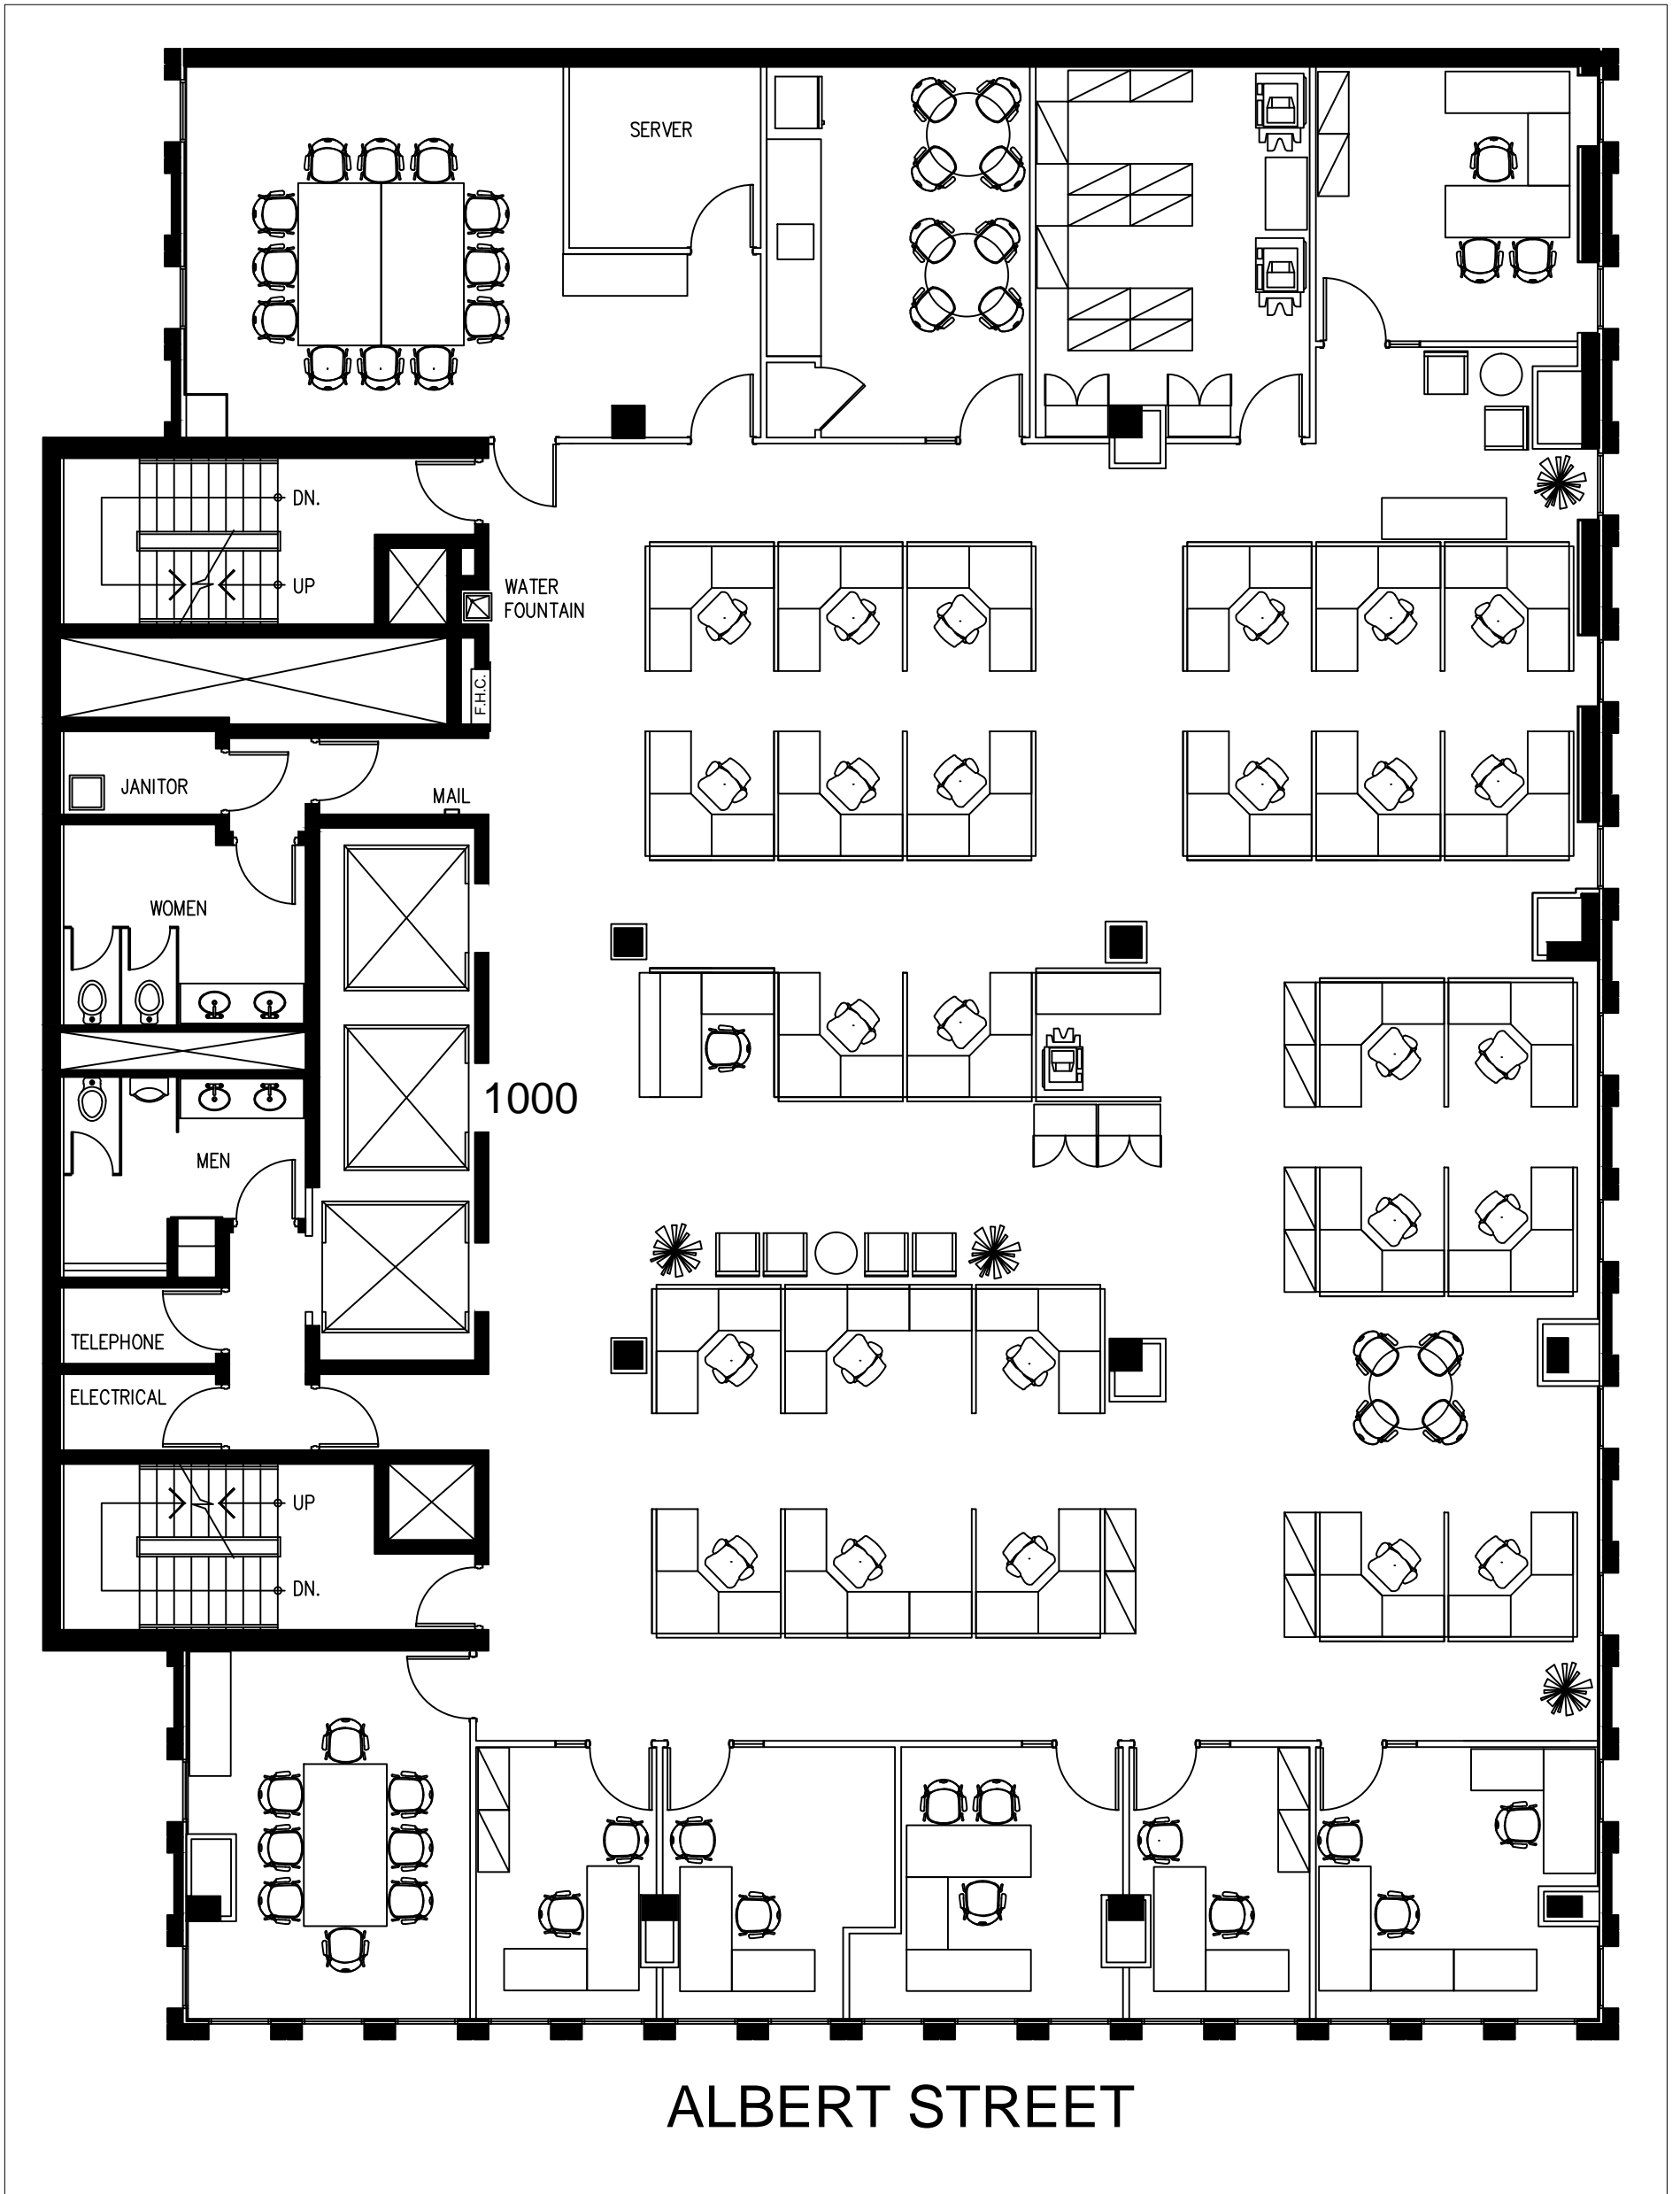 SERVER
DN.
UP
WATER
FOUNTAIN
F.H.C.
JANITOR
MAIL
WOMEN
1000
MEN
TELEPHONE
ELECTRICAL
UP
DN.
ALBERT STREET